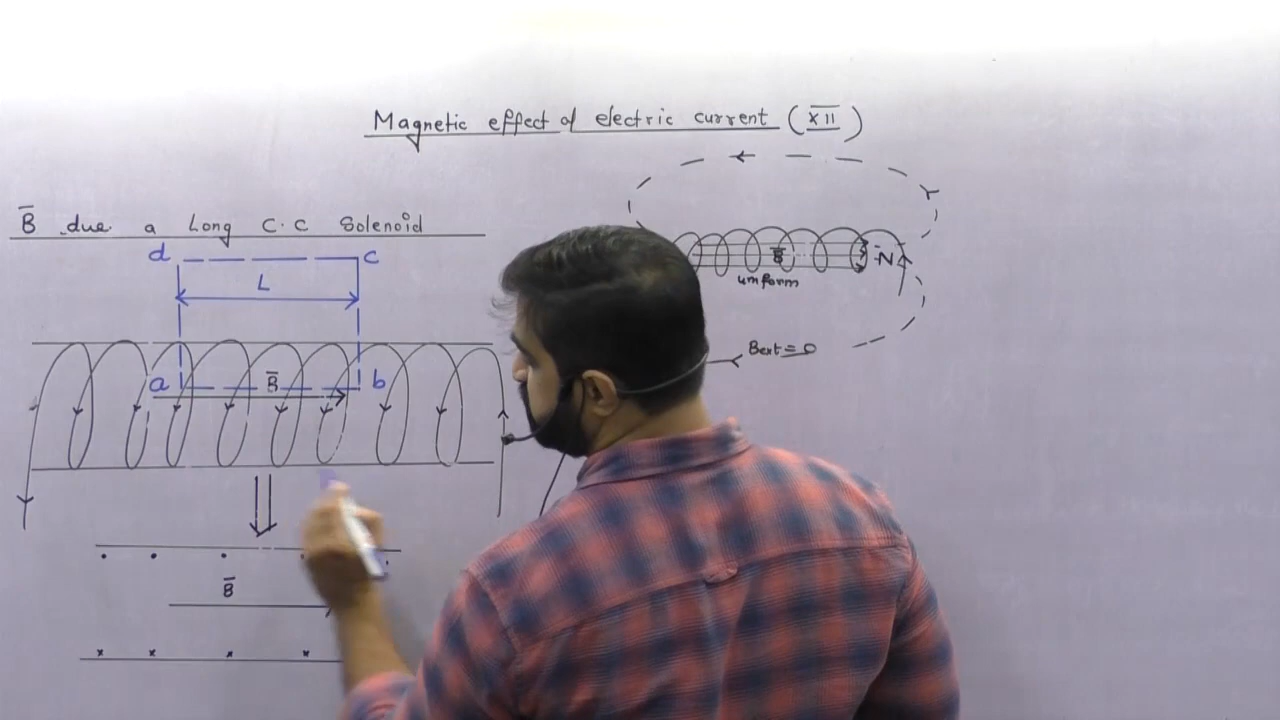 Magnetic effect of electric current (XII)
B̅ due a Long C.C Solenoid
d c
L
a B̅ b
B̅ N
uniform
Bext = 0
B̅